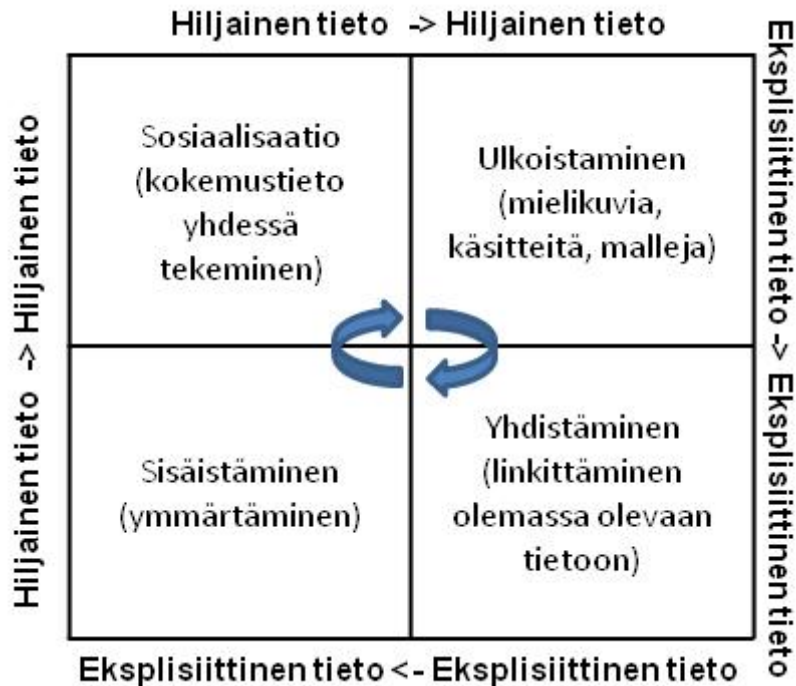 Hiljainen tieto -> Hiljainen tieto
Hiljainen tieto -> Hiljainen tieto
Sosiaalisaatio
(kokemustieto
yhdessä
tekeminen)
Ulkoistaminen
(mielikuvia,
käsitteitä, malleja)
Eksplisiittinen tieto -> Eksplisiittinen tieto
Sisäistäminen
(ymmärtäminen)
Yhdistäminen
(linkittäminen
olemassa olevaan
tietoon)
Eksplisiittinen tieto <- Eksplisiittinen tieto